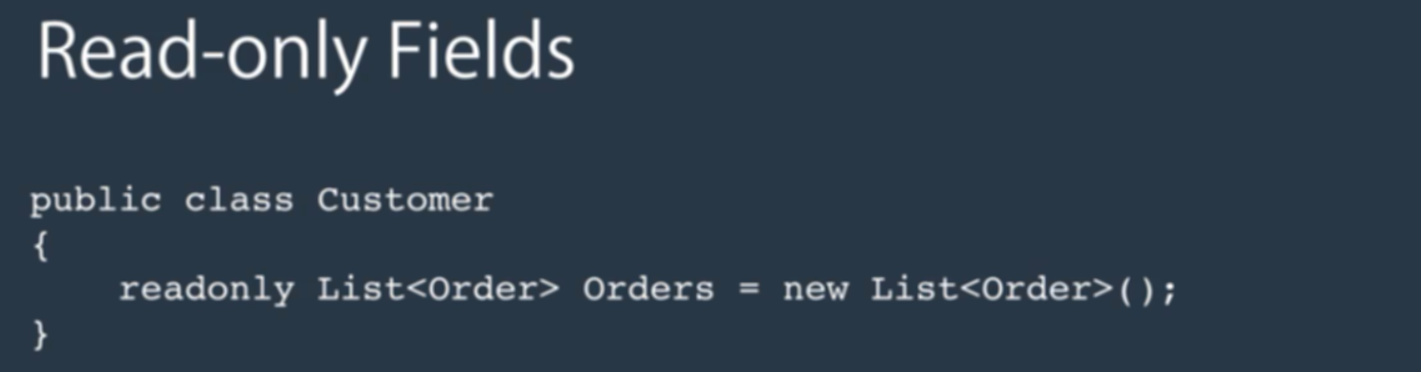 Read-only Fields
public class Customer
{
    readonly List<Order> Orders = new List<Order>();
}